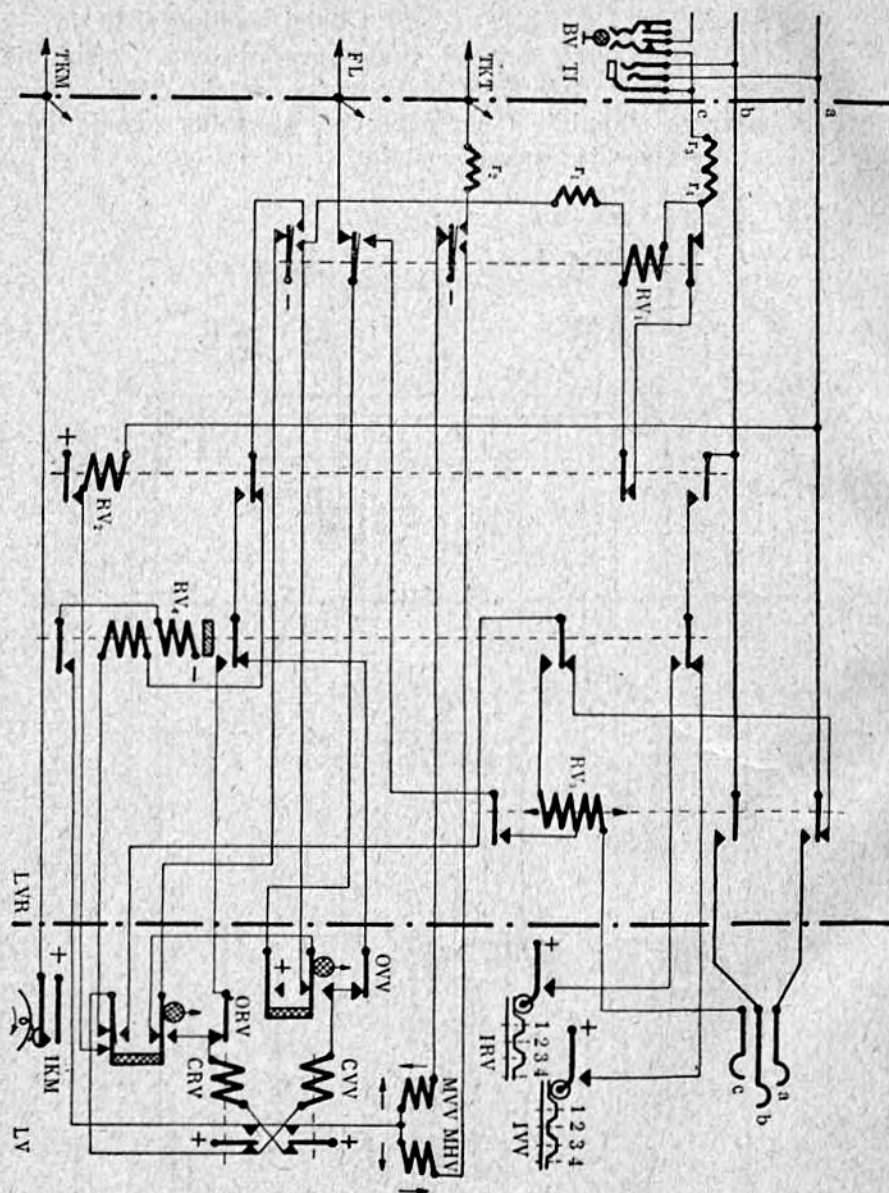 TKM
FL
TKT
BV
TI
c
b
a
r₂
r₁
r₃
r₁
RV₁
−
−
+
RV₂
RV₄
−
RV₃
LVR
LV
+
IKM
ORV
CRV
+
OVV
CVV
+
−
+
−
MVV MHV
+
IRV
1 2 3 4
+
IVV
1 2 3 4
a
b
c